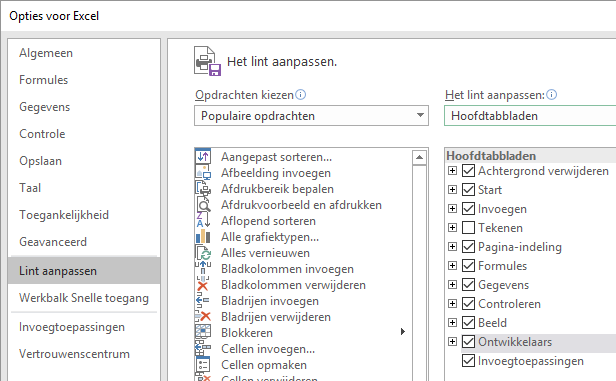 Opties voor Excel
Algemeen
Formules
Gegevens
Controle
Opslaan
Taal
Toegankelijkheid
Geavanceerd
Lint aanpassen
Werkbalk Snelle toegang
Invoegtoepassingen
Vertrouwenscentrum
Het lint aanpassen.
Opdrachten kiezen
Populaire opdrachten
Aangepast sorteren...
Afbeelding invoegen
Afdrukbereik bepalen
Afdrukvoorbeeld en afdrukken
Aflopend sorteren
Alle grafiektypen...
Alles vernieuwen
Bladkolommen invoegen
Bladkolommen verwijderen
Bladrijen invoegen
Bladrijen verwijderen
Blokkeren
Cellen invoegen...
Cellen opmaken
Cellen verwijderen
Het lint aanpassen:
Hoofdtabbladen
Hoofdtabbladen
Achtergrond verwijderen
Start
Invoegen
Tekenen
Pagina-indeling
Formules
Gegevens
Controleren
Beeld
Ontwikkelaars
Invoegtoepassingen